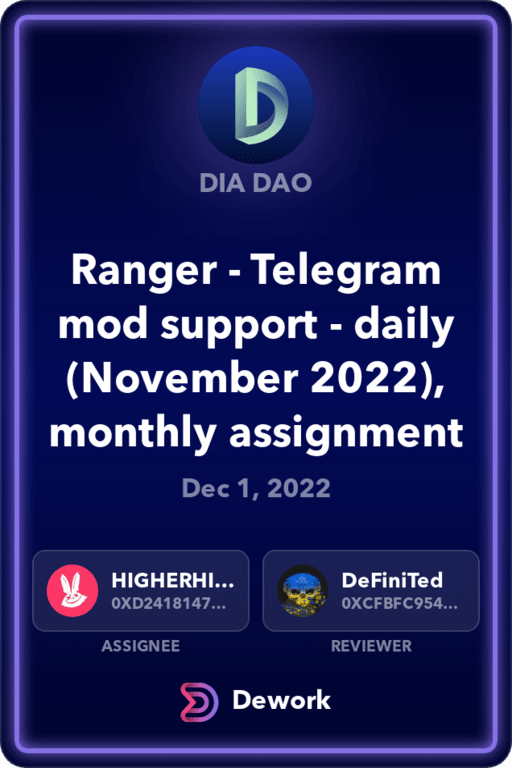 DIA DAO
Ranger - Telegram
mod support - daily
(November 2022),
monthly assignment
Dec 1, 2022
HIGHERHI...
0XD2418147...
ASSIGNEE
DeFiniTed
0XCFBFC954...
REVIEWER
Dework